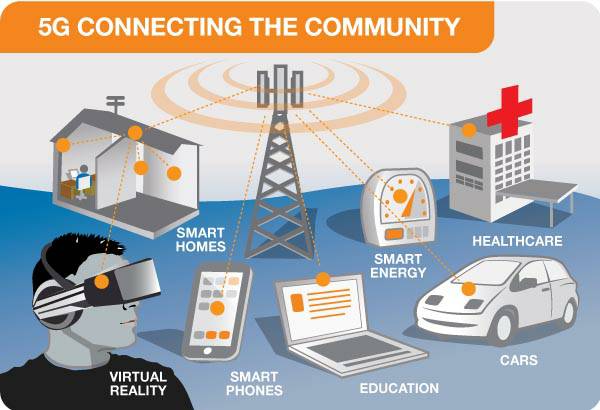 5G CONNECTING THE COMMUNITY
SMART
HOMES
SMART
ENERGY
HEALTHCARE
VIRTUAL
REALITY
SMART
PHONES
EDUCATION
CARS